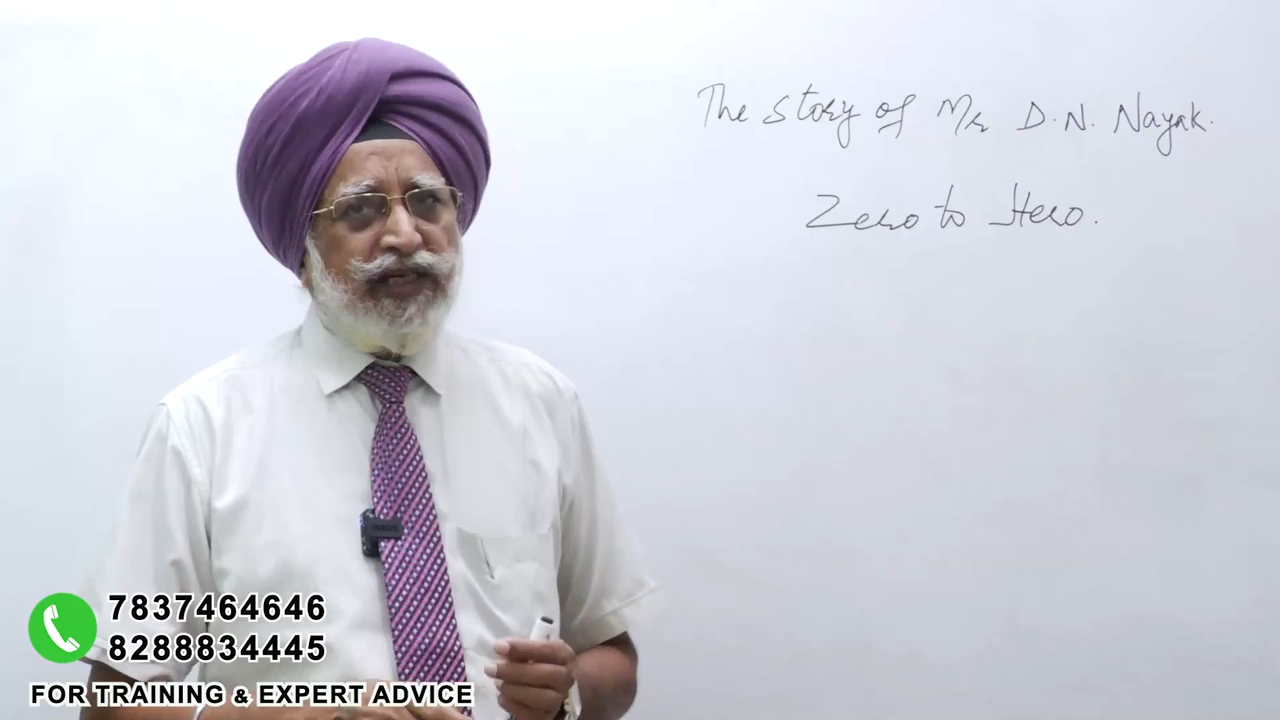 The story of Mr D.N. Nayak.
Zero to Hero.
7837464646
8288834445
FOR TRAINING & EXPERT ADVICE